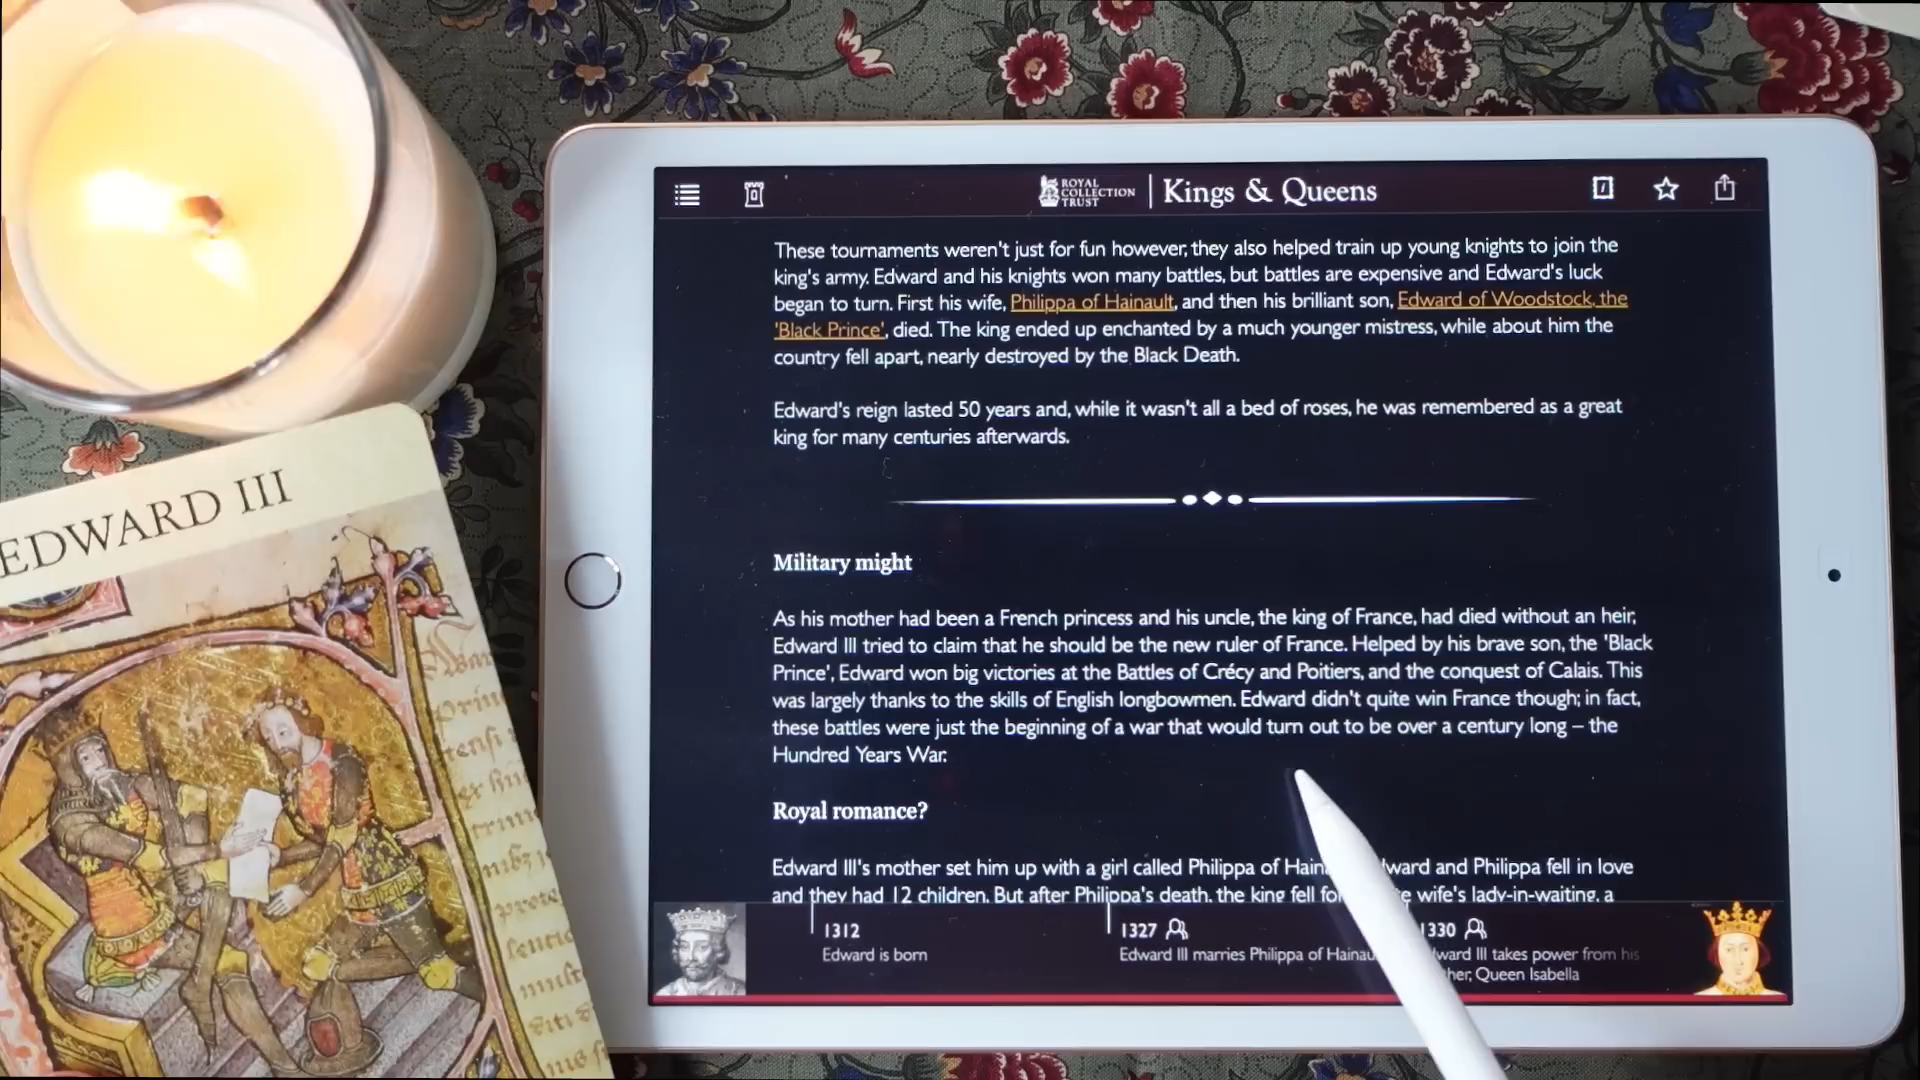 ROYAL
COLLECTION
TRUST
Kings & Queens
These tournaments weren't just for fun however, they also helped train up young knights to join the
king's army. Edward and his knights won many battles, but battles are expensive and Edward's luck
began to turn. First his wife, Philippa of Hainault, and then his brilliant son, Edward of Woodstock, the
'Black Prince', died. The king ended up enchanted by a much younger mistress, while about him the
country fell apart, nearly destroyed by the Black Death.
Edward's reign lasted 50 years and, while it wasn't all a bed of roses, he was remembered as a great
king for many centuries afterwards.
Military might
As his mother had been a French princess and his uncle, the king of France, had died without an heir,
Edward III tried to claim that he should be the new ruler of France. Helped by his brave son, the 'Black
Prince', Edward won big victories at the Battles of Crécy and Poitiers, and the conquest of Calais. This
was largely thanks to the skills of English longbowmen. Edward didn't quite win France though; in fact,
these battles were just the beginning of a war that would turn out to be over a century long – the
Hundred Years War.
Royal romance?
Edward III's mother set him up with a girl called Philippa of and Philippa fell in love
and they had 12 children. But after Philippa's death, the king fell wife's lady-in-waiting, a
1312
Edward is born
1327
Edward III marries Philippa of
1330
III takes power from his
Queen Isabella
EDWARD III